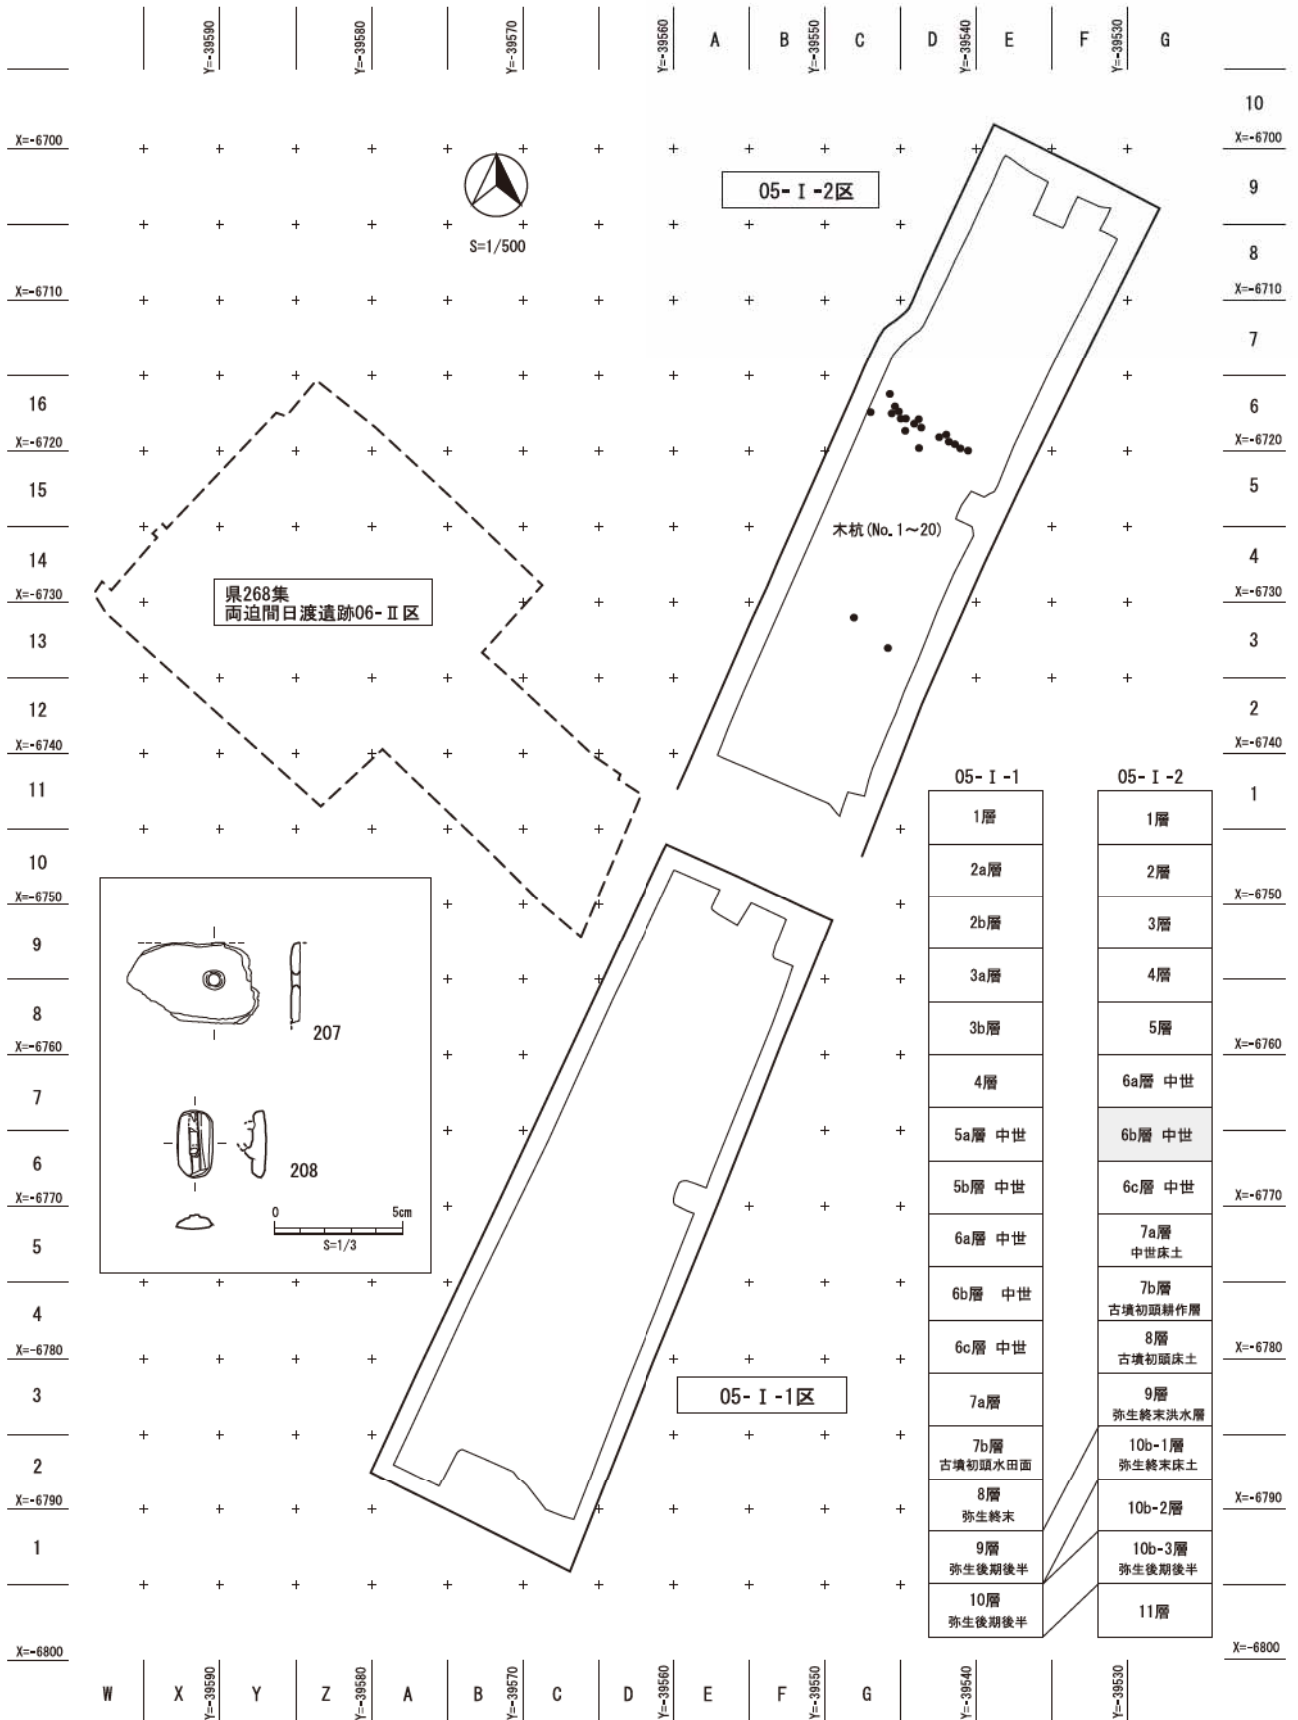 Y=-39590
Y=-39580
Y=-39570
Y=-39560
A
B
Y=-39550
C
D
Y=-39540
E
F
Y=-39530
G
X=-6700
X=-6710
16
X=-6720
15
14
X=-6730
13
12
X=-6740
11
10
X=-6750
9
8
X=-6760
7
6
X=-6770
5
4
X=-6780
3
2
X=-6790
1
X=-6800
10
X=-6700
9
8
X=-6710
7
6
X=-6720
5
4
X=-6730
3
2
X=-6740
1
X=-6750
X=-6760
X=-6770
X=-6780
X=-6790
X=-6800
S=1/500
05-Ⅰ-2区
木杭(No.1～20)
県268集
両迫間日渡遺跡06-Ⅱ区
207
208
0 5cm
S=1/3
05-Ⅰ-1区
05-Ⅰ-1
1層
2a層
2b層
3a層
3b層
4層
5a層 中世
5b層 中世
6a層 中世
6b層 中世
6c層 中世
7a層
7b層
古墳初頭水田面
8層
弥生終末
9層
弥生後期後半
10層
弥生後期後半
05-Ⅰ-2
1層
2層
3層
4層
5層
6a層 中世
6b層 中世
6c層 中世
7a層
中世床土
7b層
古墳初頭耕作層
8層
古墳初頭床土
9層
弥生終末洪水層
10b-1層
弥生終末床土
10b-2層
10b-3層
弥生後期後半
11層
W
X
Y=-39590
Y
Z
Y=-39580
A
B
Y=-39570
C
D
Y=-39560
E
F
Y=-39550
G
Y=-39540
Y=-39530